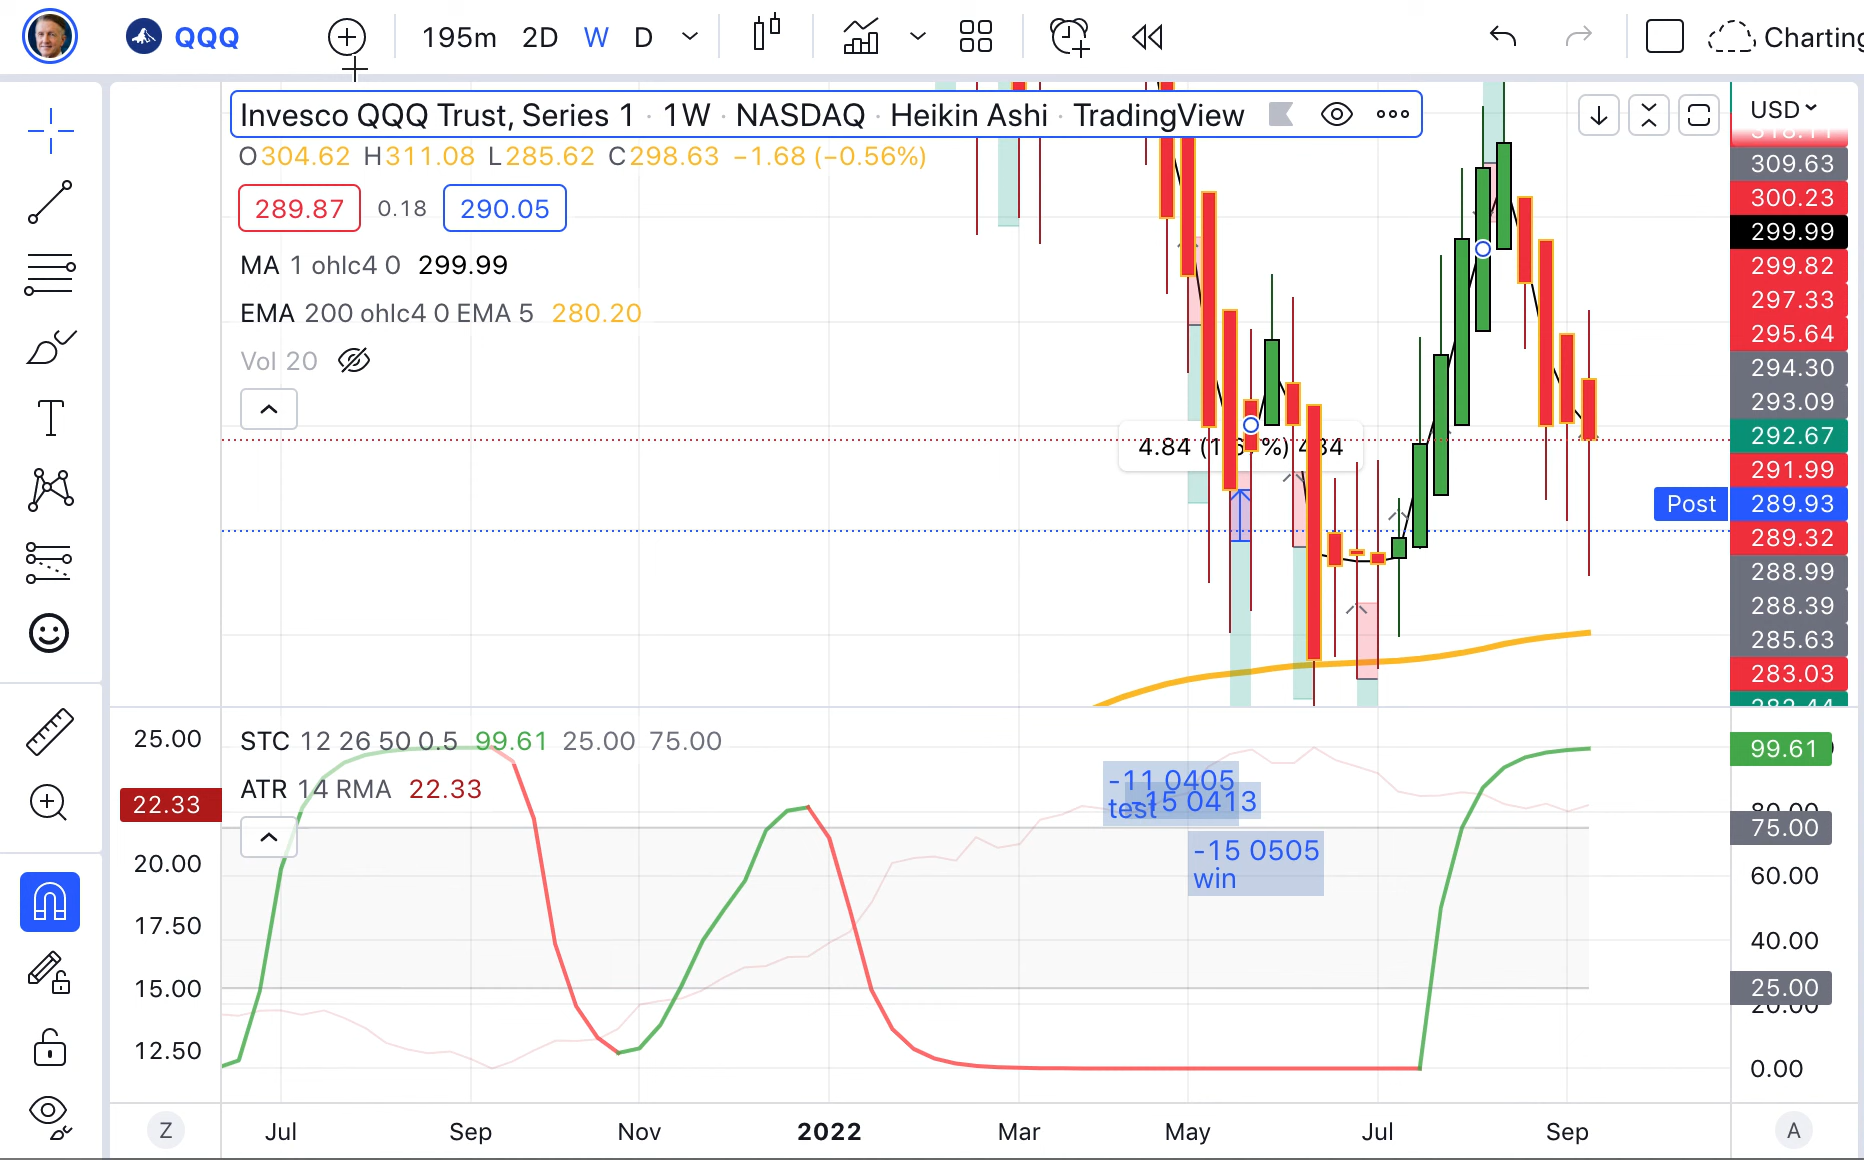 QQQ
195m 2D W D
Charting
Invesco QQQ Trust, Series 1 · 1W · NASDAQ · Heikin Ashi · TradingView
O304.62 H311.08 L285.62 C298.63 −1.68 (−0.56%)
289.87 0.18 290.05
MA 1 ohlc4 0 299.99
EMA 200 ohlc4 0 EMA 5 280.20
Vol 20
USD
309.63
300.23
299.99
299.82
297.33
295.64
294.30
293.09
292.67
291.99
Post 289.93
289.32
288.99
288.39
285.63
283.03
STC 12 26 50 0.5 99.61 25.00 75.00
ATR 14 RMA 22.33
25.00
22.33
20.00
17.50
15.00
12.50
-11 0405
test
-15 0413
-15 0505
win
99.61
80.00
75.00
60.00
40.00
25.00
20.00
0.00
Z
Jul Sep Nov 2022 Mar May Jul Sep
A